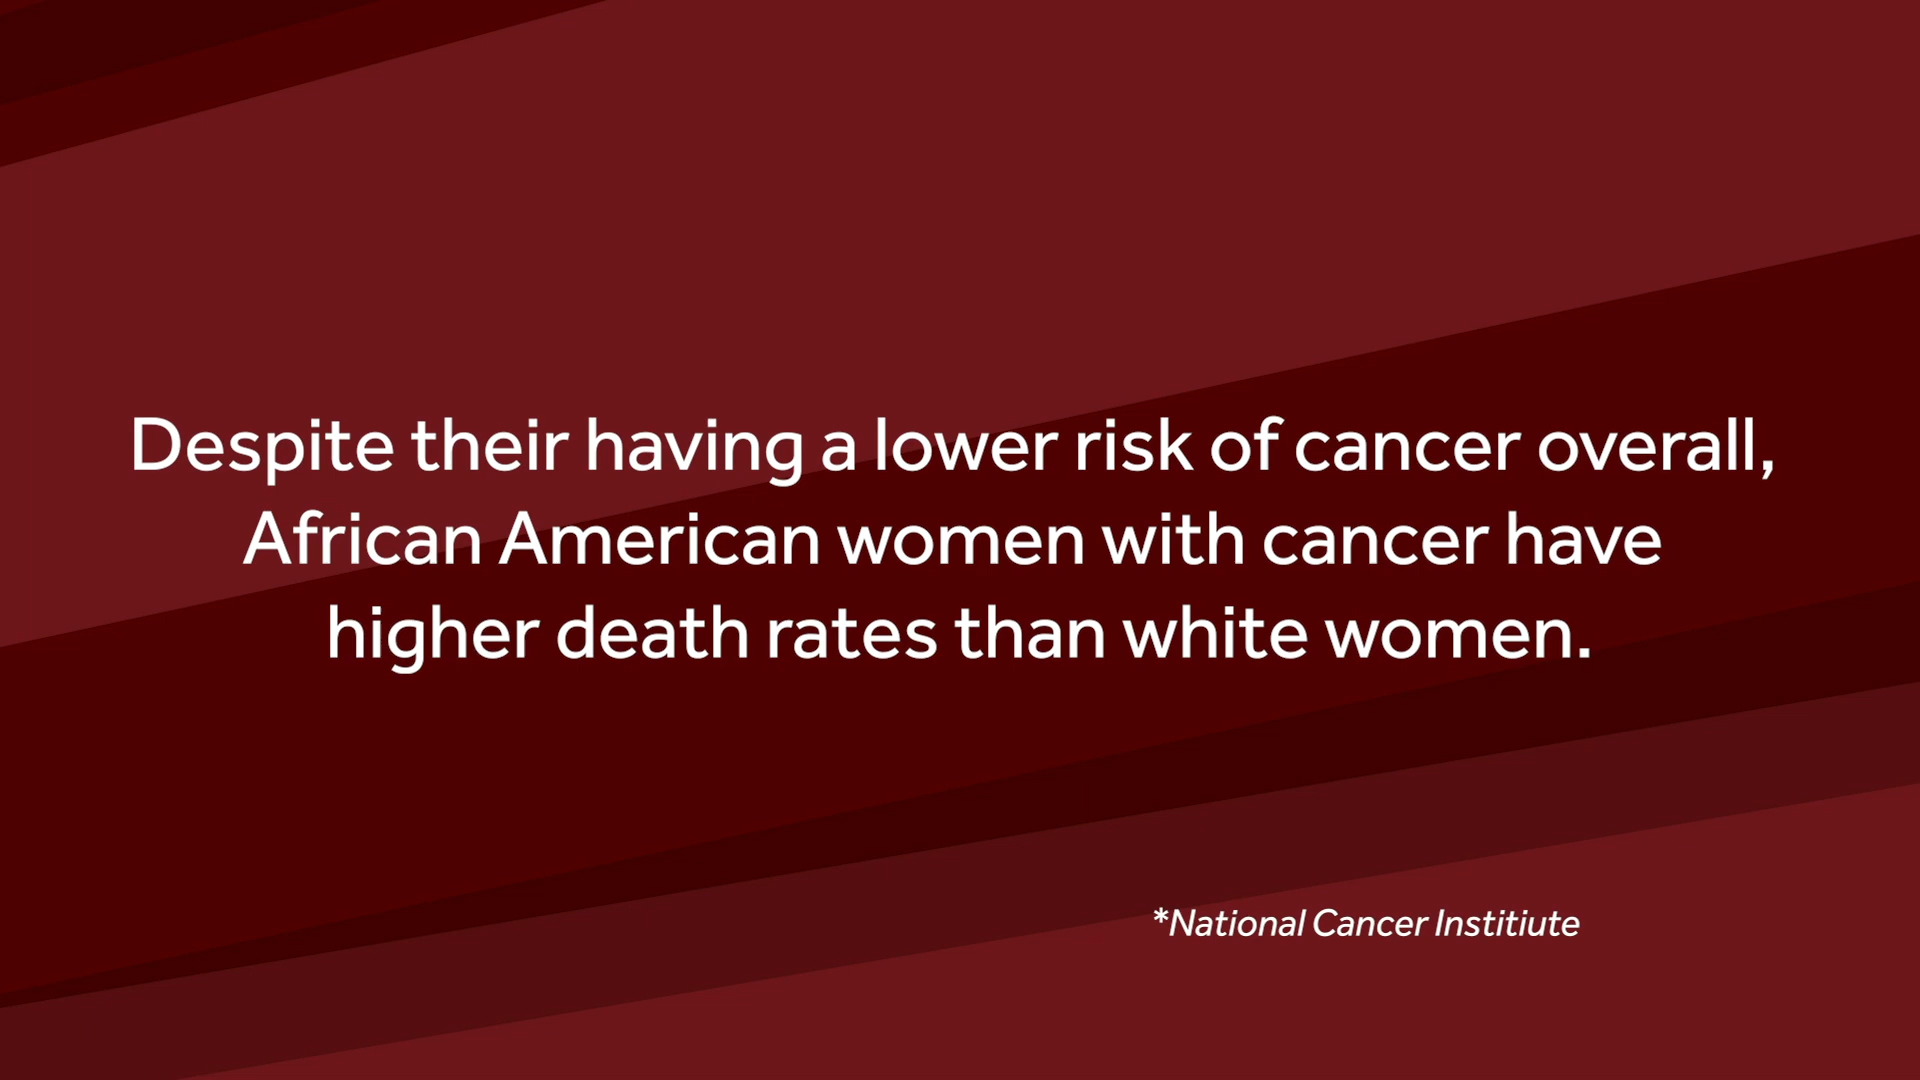 Despite their having a lower risk of cancer overall,
African American women with cancer have
higher death rates than white women.
*National Cancer Institiute